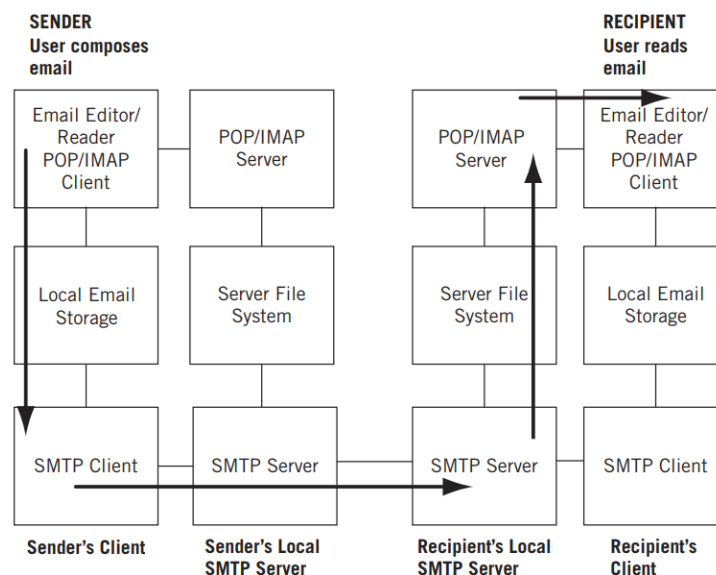 SENDER
User composes
email
RECIPIENT
User reads
email
Email Editor/
Reader
POP/IMAP
Client
POP/IMAP
Server
POP/IMAP
Server
Email Editor/
Reader
POP/IMAP
Client
Local Email
Storage
Server File
System
Server File
System
Local Email
Storage
SMTP Client
SMTP Server
SMTP Server
SMTP Client
Sender's Client
Sender's Local
SMTP Server
Recipient's Local
SMTP Server
Recipient's
Client